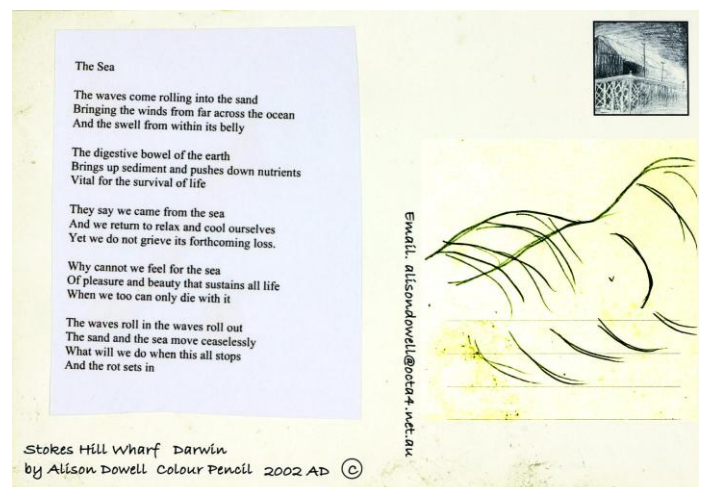 The Sea
The waves come rolling into the sand
Bringing the winds from far across the ocean
And the swell from within its belly
The digestive bowel of the earth
Brings up sediment and pushes down nutrients
Vital for the survival of life
They say we came from the sea
And we return to relax and cool ourselves
Yet we do not grieve its forthcoming loss.
Why cannot we feel for the sea
Of pleasure and beauty that sustains all life
When we too can only die with it
The waves roll in the waves roll out
The sand and the sea move ceaselessly
What will we do when this all stops
And the rot sets in
Stokes Hill Wharf Darwin
by Alison Dowell Colour Pencil 2002 AD ©
Email. alisondowell@octa4.net.au